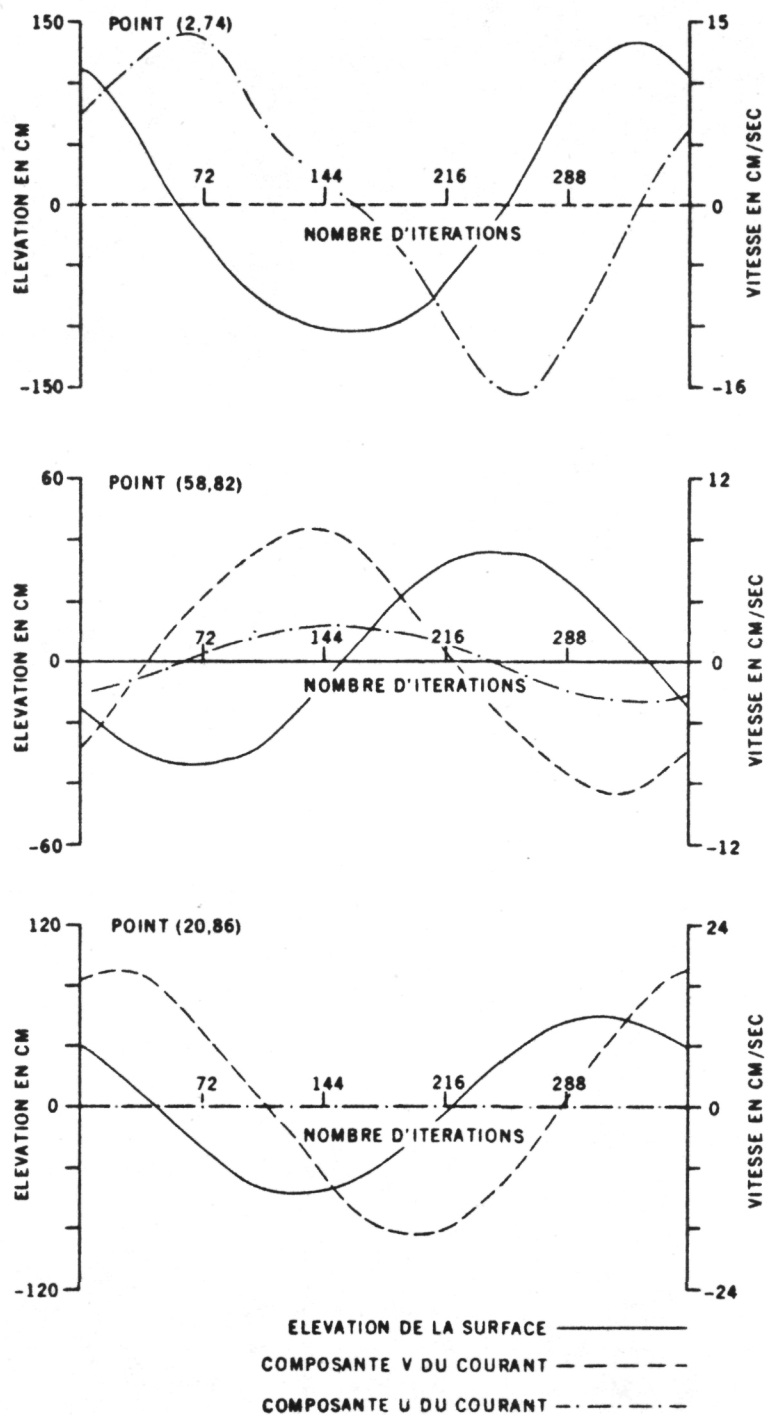 POINT (2,74)
150
15
ELEVATION EN CM
VITESSE EN CM/SEC
72 144 216 288
0
0
NOMBRE D'ITERATIONS
-150
-16
POINT (58,82)
60
12
ELEVATION EN CM
VITESSE EN CM/SEC
72 144 216 288
0
0
NOMBRE D'ITERATIONS
-60
-12
POINT (20,86)
120
24
ELEVATION EN CM
VITESSE EN CM/SEC
72 144 216 288
0
0
NOMBRE D'ITERATIONS
-120
-24
ELEVATION DE LA SURFACE
COMPOSANTE V DU COURANT
COMPOSANTE U DU COURANT